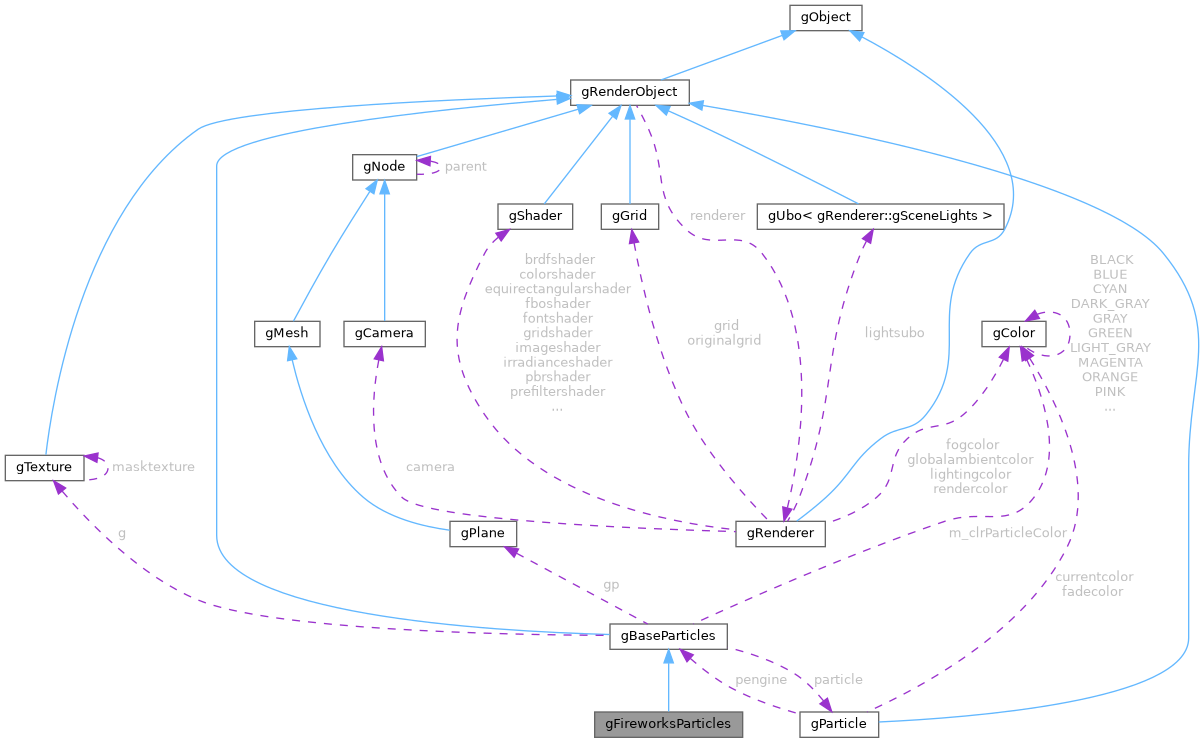 gObject
gRenderObject
gNode
parent
gShader
gGrid
renderer
gUbo< gRenderer::gSceneLights >
brdfshader
colorshader
equirectangularshader
fboshader
fontshader
gridshader
imageshader
irradianceshader
pbrshader
prefiltershader
...
grid
originalgrid
lightsubo
BLACK
BLUE
CYAN
DARK_GRAY
GRAY
GREEN
LIGHT_GRAY
MAGENTA
ORANGE
PINK
...
gMesh
gCamera
gColor
gTexture
masktexture
camera
fogcolor
globalambientcolor
lightingcolor
rendercolor
g
gPlane
gRenderer
m_clrParticleColor
gp
currentcolor
fadecolor
gBaseParticles
pengine
particle
gFireworksParticles
gParticle